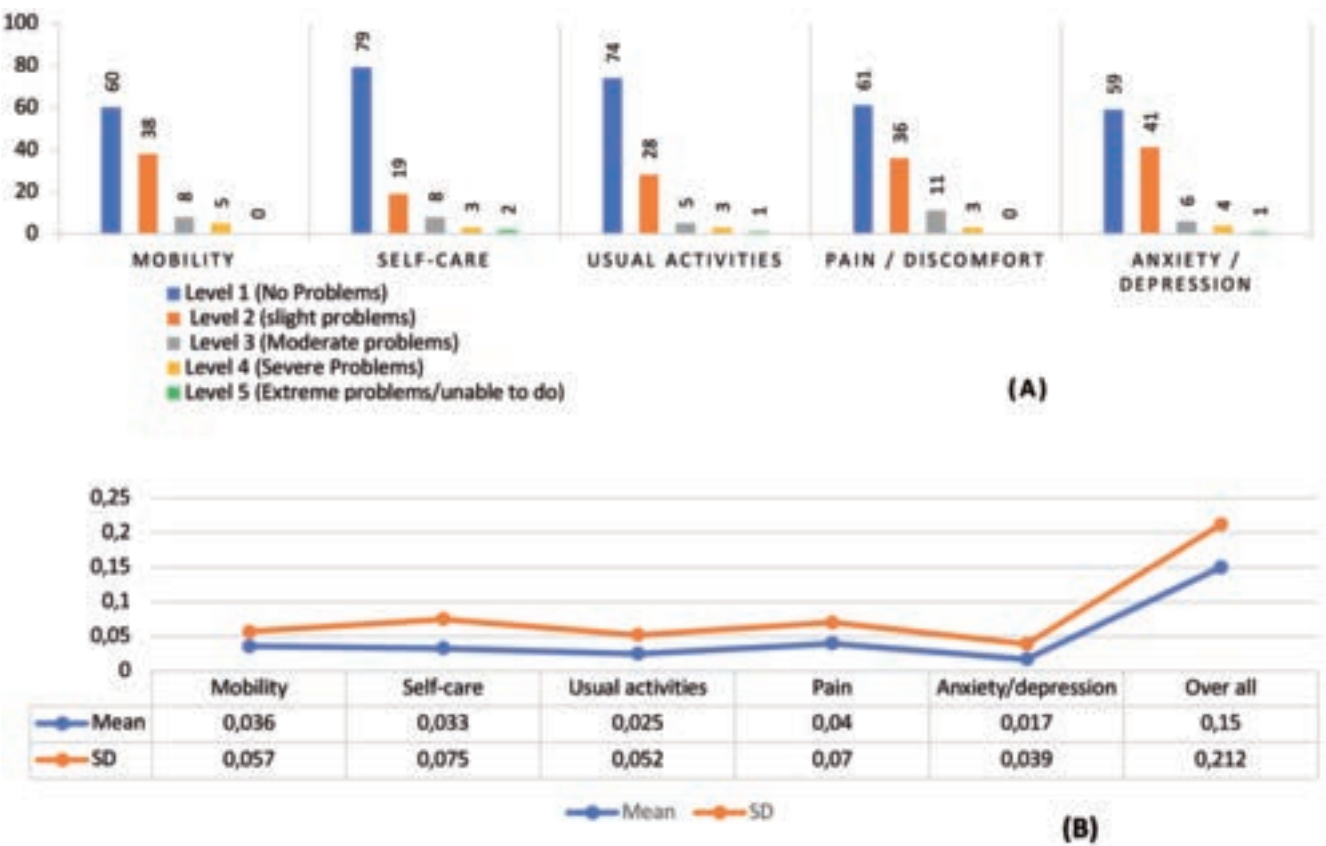 100
80
60
40
20
0
60 38 8 5 0
79 19 8 3 2
74 28 5 3 1
61 36 11 3 0
59 41 6 4 1
MOBILITY SELF-CARE USUAL ACTIVITIES PAIN / DISCOMFORT ANXIETY / DEPRESSION
Level 1 (No Problems)
Level 2 (slight problems)
Level 3 (Moderate problems)
Level 4 (Severe Problems)
Level 5 (Extreme problems/unable to do)
(A)
0,25
0,2
0,15
0,1
0,05
0
Mobility Self-care Usual activities Pain Anxiety/depression Over all
Mean 0,036 0,033 0,025 0,04 0,017 0,15
SD 0,057 0,075 0,052 0,07 0,039 0,212
Mean SD
(B)